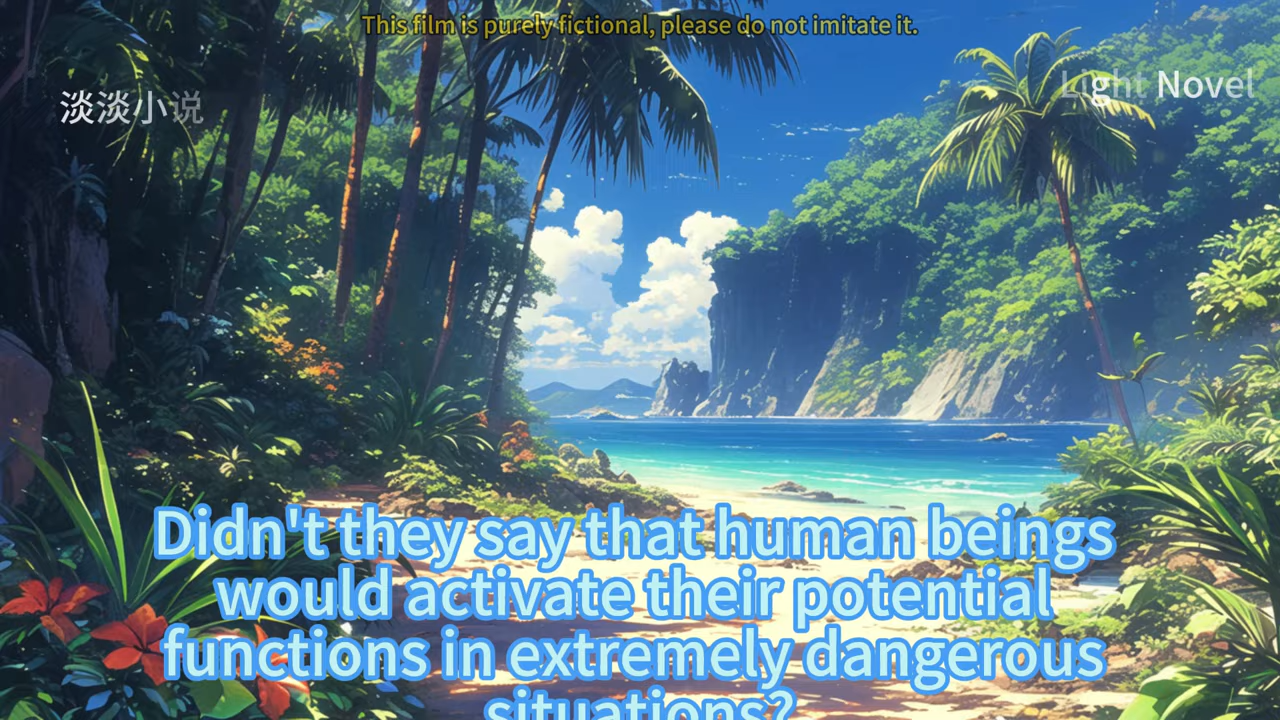 This film is purely fictional, please do not imitate it.
淡淡小说
Light Novel
Didn't they say that human beings
would activate their potential
functions in extremely dangerous
situations?